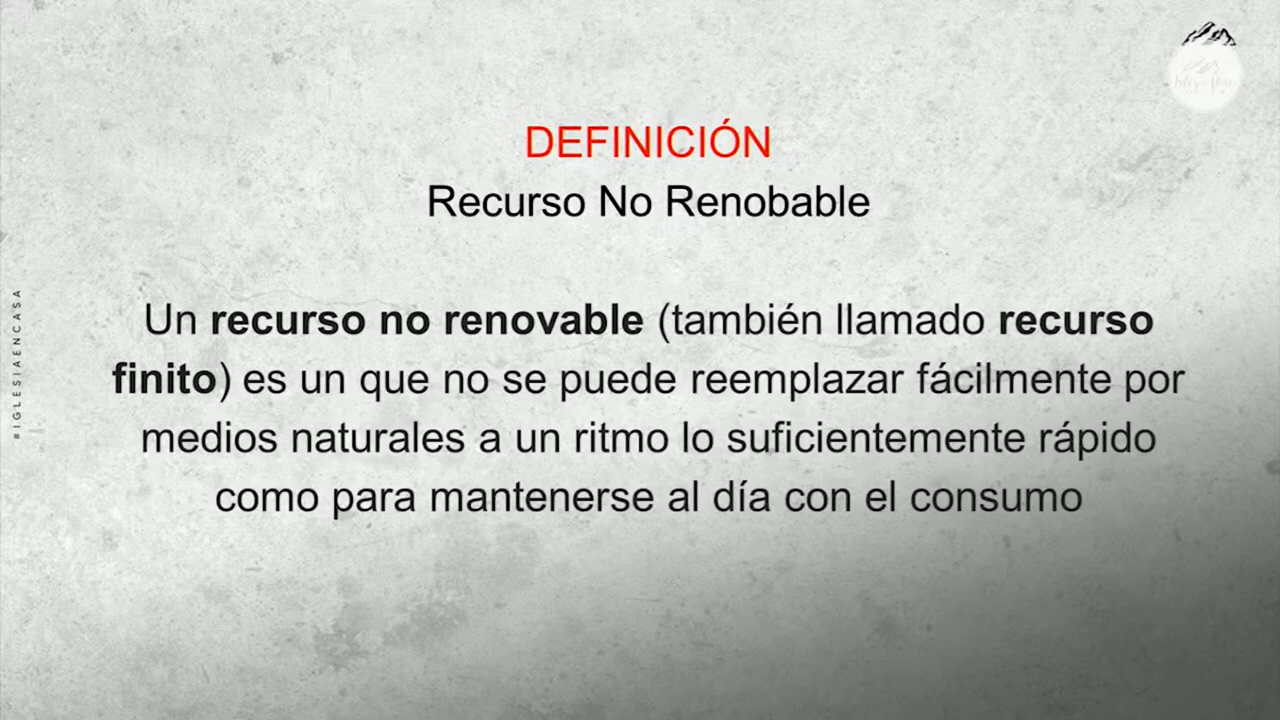 DEFINICIÓN
Recurso No Renobable
Un recurso no renovable (también llamado recurso
finito) es un que no se puede reemplazar fácilmente por
medios naturales a un ritmo lo suficientemente rápido
como para mantenerse al día con el consumo
#IGLESIAENCASA